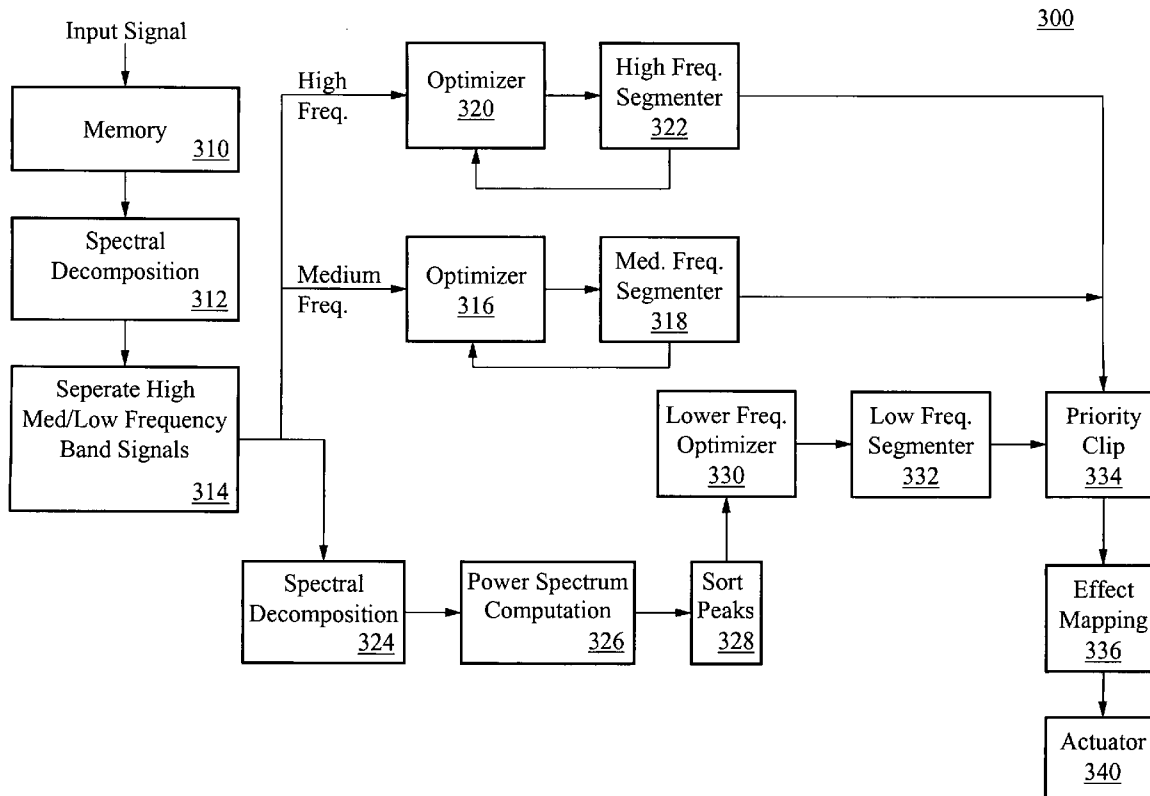 300
Input Signal
Memory
310
Spectral
Decomposition
312
Seperate High
Med/Low Frequency
Band Signals
314
High
Freq.
Optimizer
320
High Freq.
Segmenter
322
Medium
Freq.
Optimizer
316
Med. Freq.
Segmenter
318
Spectral
Decomposition
324
Power Spectrum
Computation
326
Sort
Peaks
328
Lower Freq.
Optimizer
330
Low Freq.
Segmenter
332
Priority
Clip
334
Effect
Mapping
336
Actuator
340